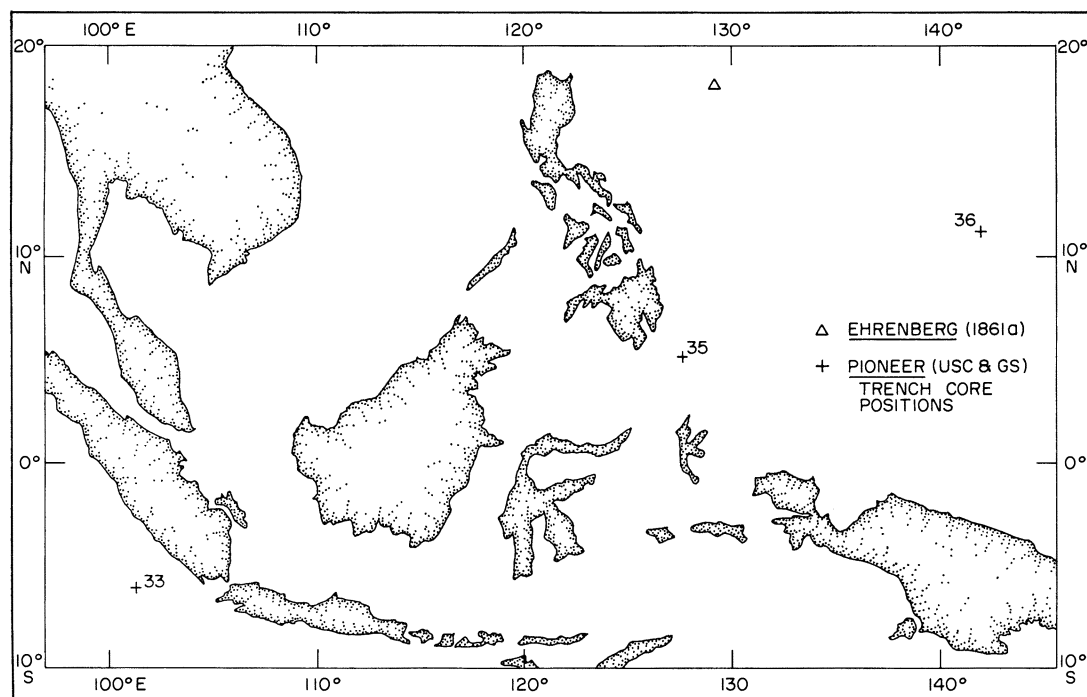 100° E 110° 120° 130° 140°
20° 20°
36
10° N 10° N
△ EHRENBERG (1861a)
35
+ PIONEER (USC & GS)
TRENCH CORE
POSITIONS
0° 0°
33
10° S 10° S
100° E 110° 120° 130° 140°